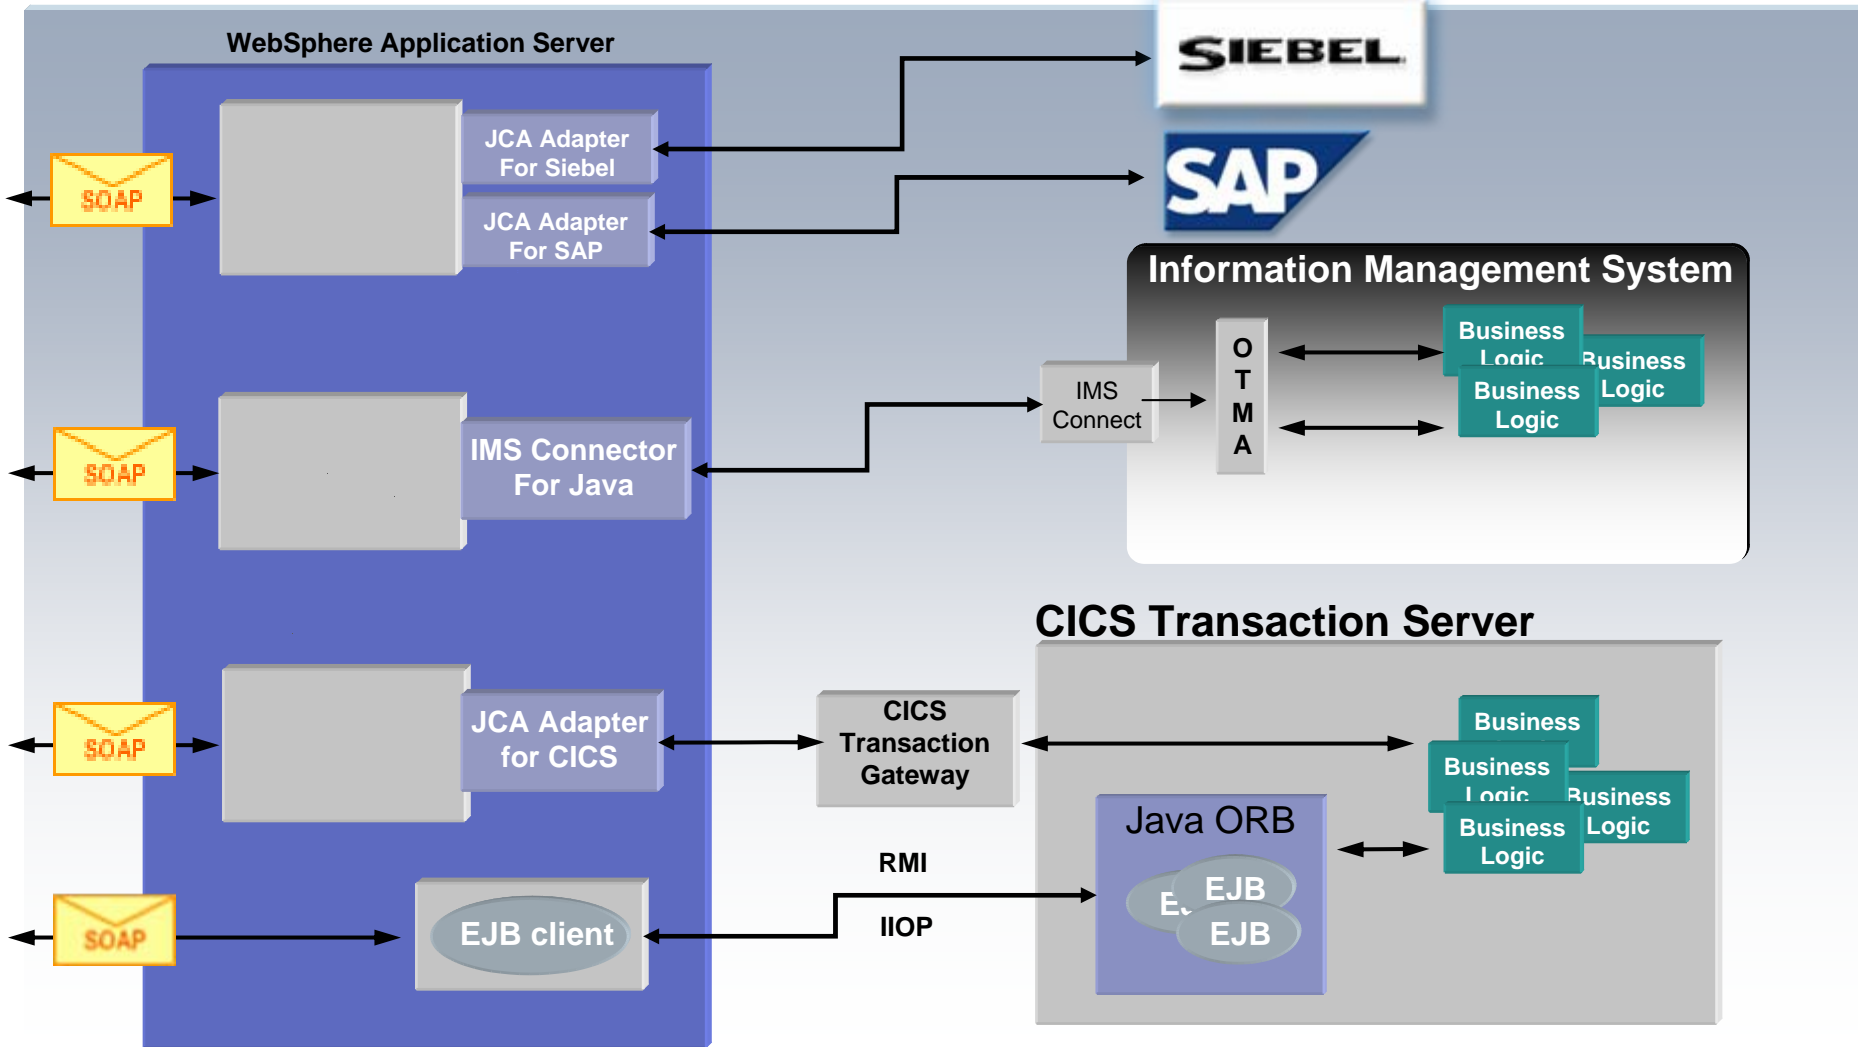 WebSphere Application Server
SIEBEL
JCA Adapter
For Siebel
SOAP
SAP
JCA Adapter
For SAP
Information Management System
O
T
M
A
Business
Logic
Business
Logic
Business
Logic
IMS
Connect
SOAP
IMS Connector
For Java
CICS Transaction Server
SOAP
JCA Adapter
for CICS
CICS
Transaction
Gateway
Business
Business
Logic
Business
Logic
Business
Logic
Java ORB
RMI
EJB
EJB
SOAP
EJB client
IIOP